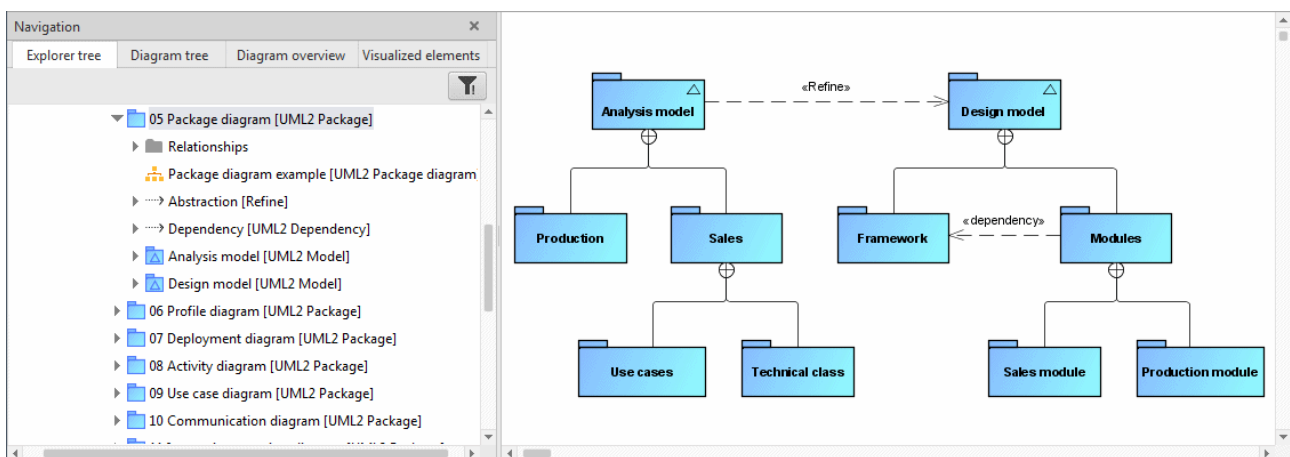 Navigation
Explorer tree
Diagram tree
Diagram overview
Visualized elements
05 Package diagram [UML2 Package]
Relationships
Package diagram example [UML2 Package diagram
Abstraction [Refine]
Dependency [UML2 Dependency]
Analysis model [UML2 Model]
Design model [UML2 Model]
06 Profile diagram [UML2 Package]
07 Deployment diagram [UML2 Package]
08 Activity diagram [UML2 Package]
09 Use case diagram [UML2 Package]
10 Communication diagram [UML2 Package]
«Refine»
Analysis model
Design model
Production
Sales
Framework
«dependency»
Modules
Use cases
Technical class
Sales module
Production module